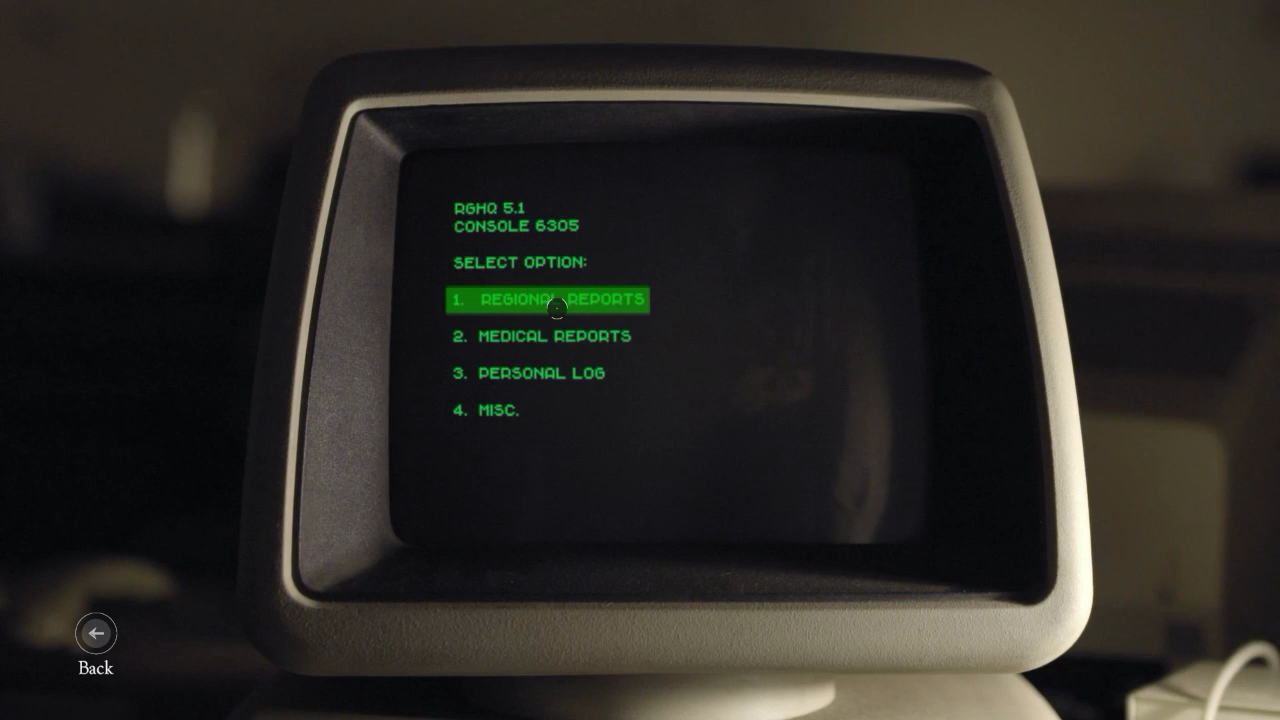 RGHQ 5.1
CONSOLE 6305
SELECT OPTION:
1. REGIONAL REPORTS
2. MEDICAL REPORTS
3. PERSONAL LOG
4. MISC.
Back